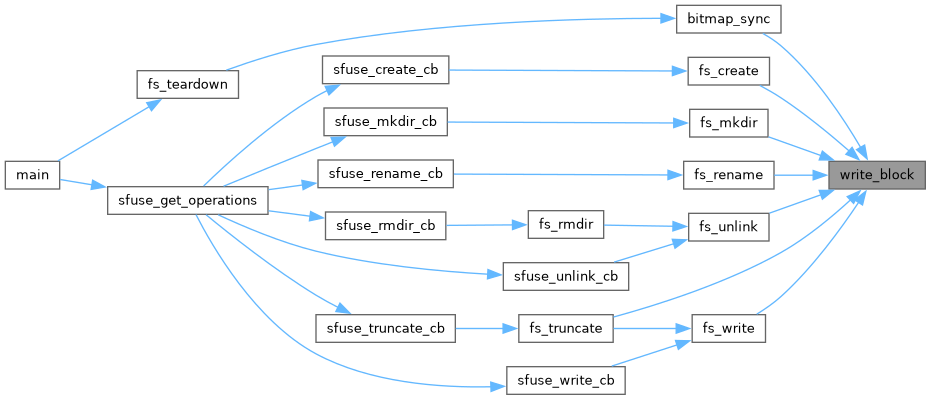 bitmap_sync
sfuse_create_cb
fs_create
fs_teardown
sfuse_mkdir_cb
fs_mkdir
main
sfuse_rename_cb
fs_rename
write_block
sfuse_get_operations
sfuse_rmdir_cb
fs_rmdir
fs_unlink
sfuse_unlink_cb
sfuse_truncate_cb
fs_truncate
fs_write
sfuse_write_cb